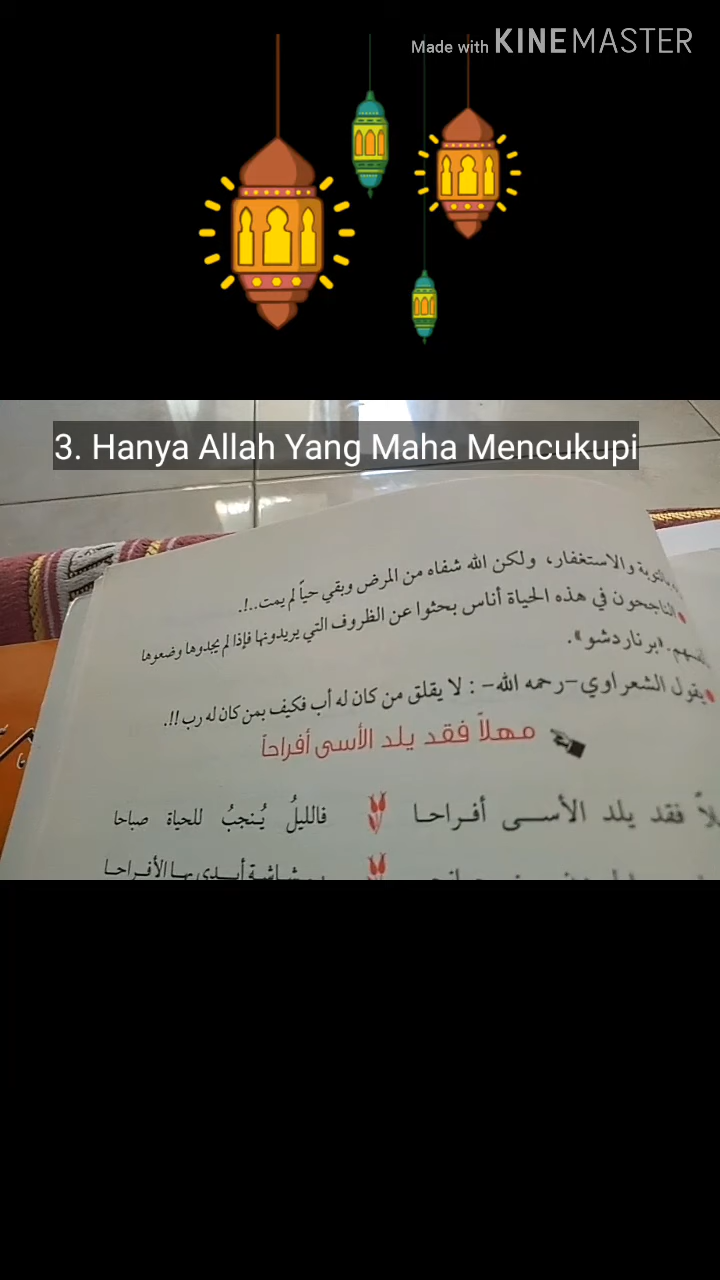 Made with KINEMASTER
3. Hanya Allah Yang Maha Mencukupi
والاستغفار، ولكن الله شفاه من المرض وبقي حياً لم يمت..!.
الناجحون في هذه الحياة أناس بحثوا عن الظروف التي يريدونها فإذا لم يجدوها وضعوها
«برناردشو».
يقول الشعراوي -رحمه الله- : لا يقلق من كان له أب فكيف بمن كان له رب !!.
مهلاً فقد يلد الأسى أفراحاً
فقد يلد الأسـى أفـراحـا فالليلُ يُنجبُ للحياة صباحا
الأفـراحـا